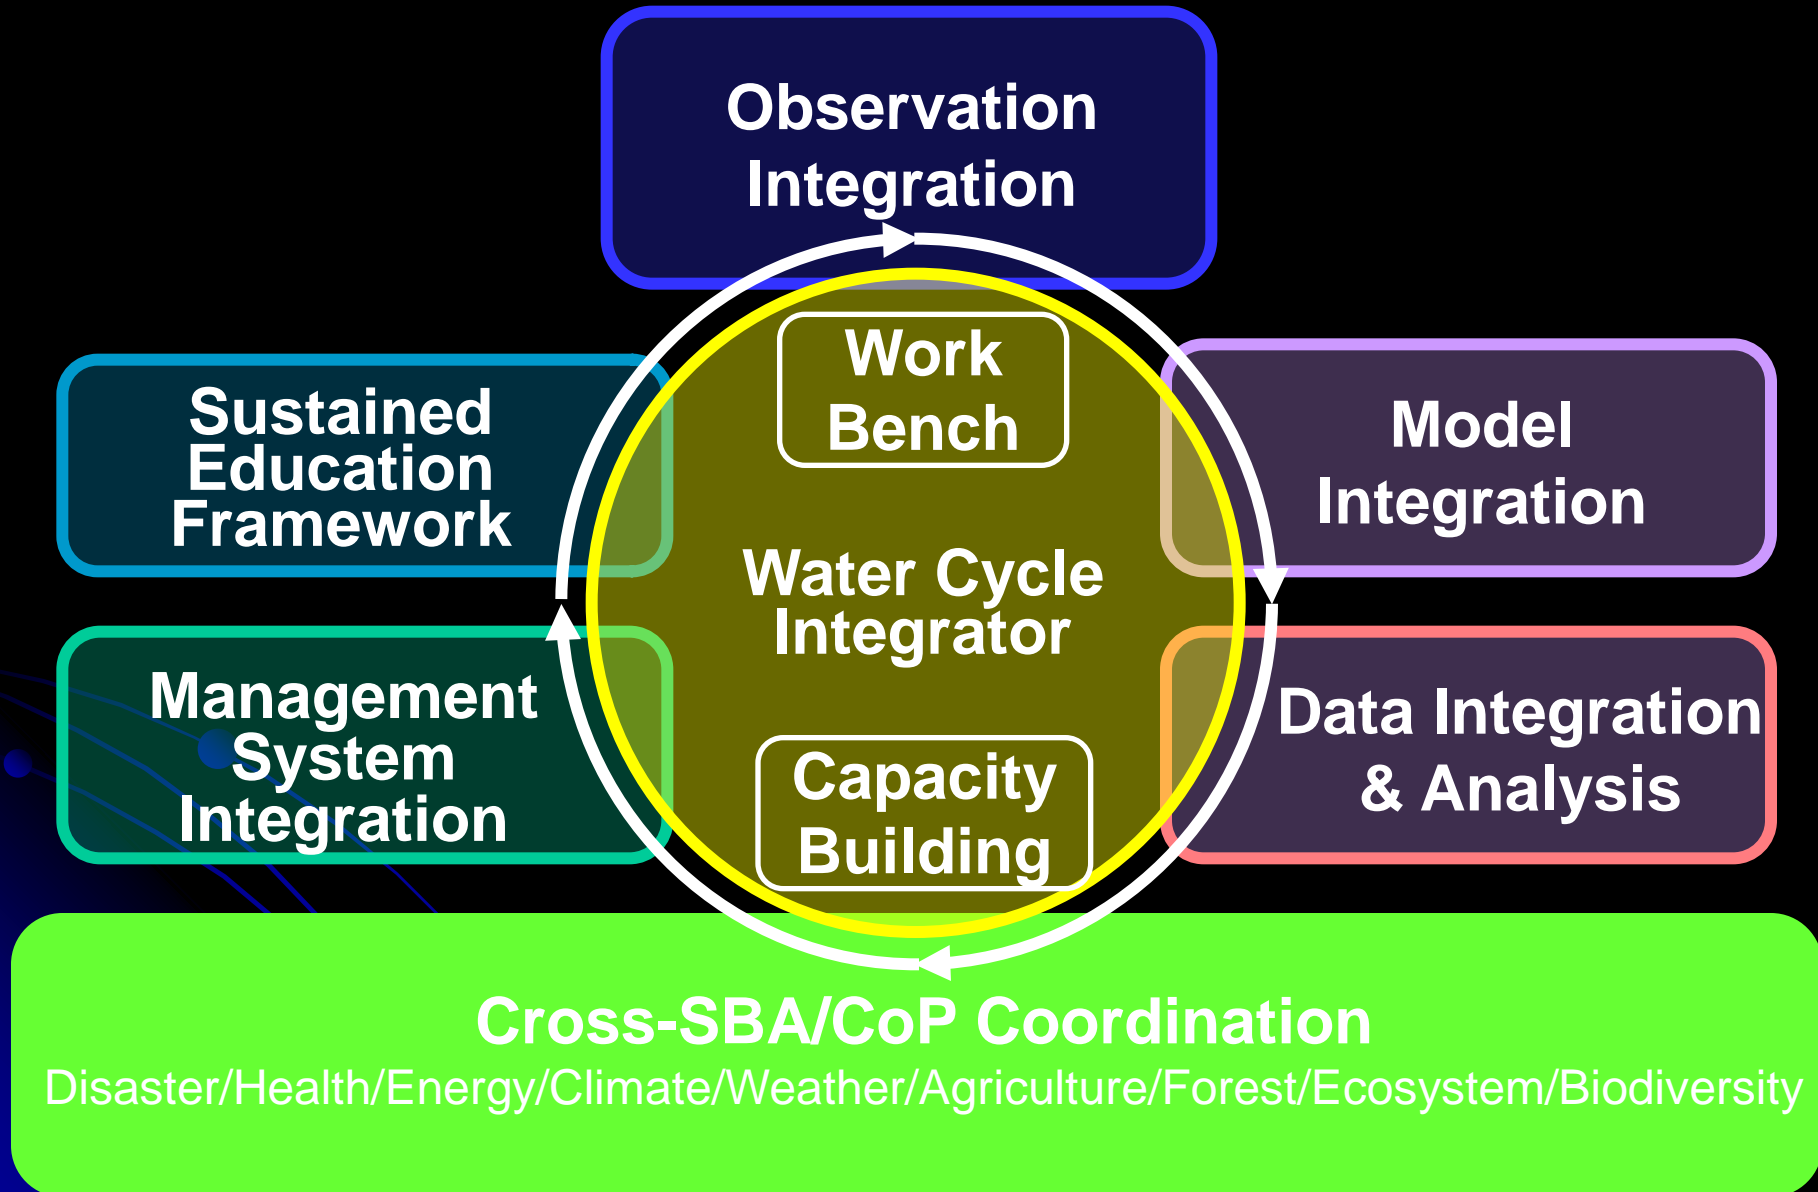 Observation
Integration
Work
Bench
Sustained
Education
Framework
Model
Integration
Water Cycle
Integrator
Management
System
Integration
Data Integration
& Analysis
Capacity
Building
Cross-SBA/CoP Coordination
Disaster/Health/Energy/Climate/Weather/Agriculture/Forest/Ecosystem/Biodiversity